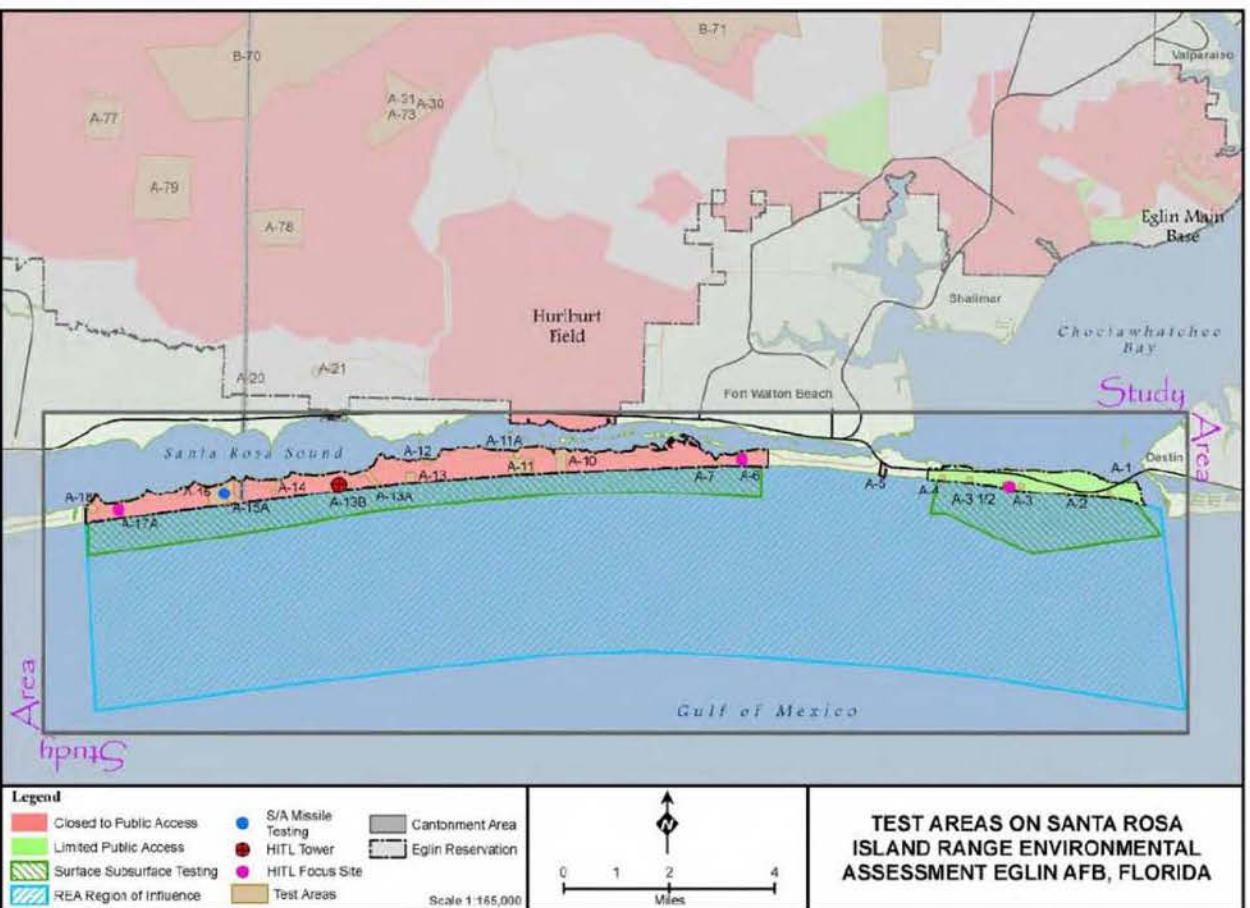 B-70
B-71
Valparaiso
A-77
A-31
A-30
A-73
A-79
A-78
Eglin Main
Base
Hurlburt
Field
Shalimar
Choctawhatchee
Bay
A-20
A-21
Fort Walton Beach
Study
Area
Santa Rosa Sound
A-12
A-11A
A-11
A-10
A-13
A-14
A-13A
A-13B
A-15A
A-18
A-17A
A-7
A-6
A-5
A-4
A-3 1/2
A-3
A-2
A-1
Destin
Gulf of Mexico
Area
Study
Legend
Closed to Public Access
Limited Public Access
Surface Subsurface Testing
REA Region of Influence
S/A Missile
Testing
HITL Tower
HITL Focus Site
Test Areas
Cantonment Area
Eglin Reservation
Scale 1:165,000
N
0 1 2 4
Miles
TEST AREAS ON SANTA ROSA
ISLAND RANGE ENVIRONMENTAL
ASSESSMENT EGLIN AFB, FLORIDA